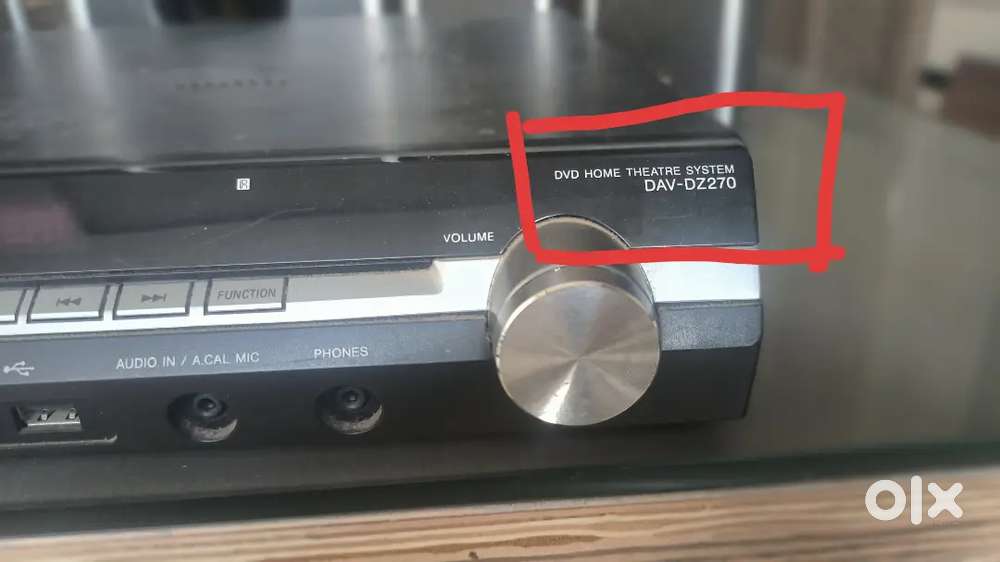 DVD HOME THEATRE SYSTEM
DAV-DZ270
VOLUME
FUNCTION
AUDIO IN / A.CAL MIC
PHONES
olx